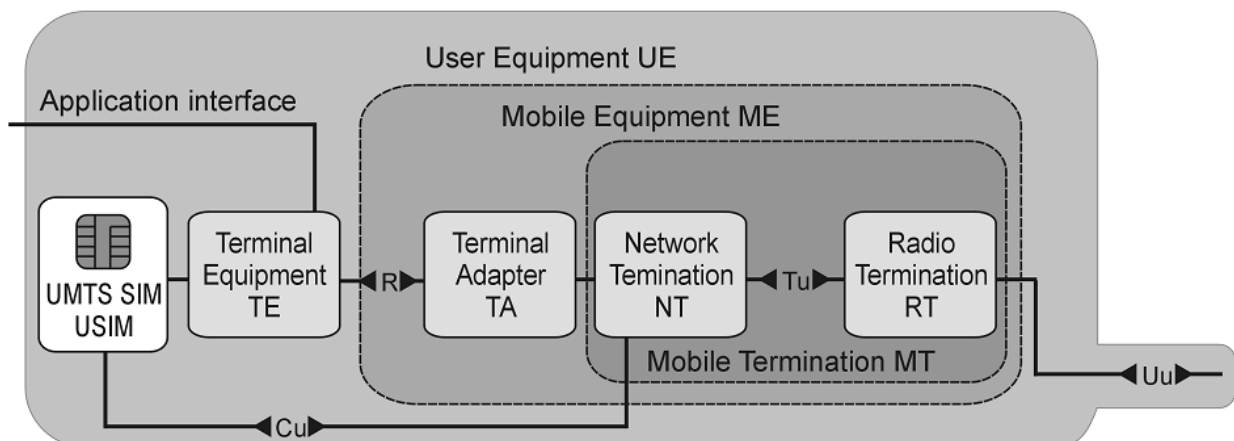 User Equipment UE
Application interface
Mobile Equipment ME
UMTS SIM
USIM
Terminal
Equipment
TE
R
Terminal
Adapter
TA
Network
Temination
NT
Tu
Radio
Termination
RT
Mobile Termination MT
Uu
Cu